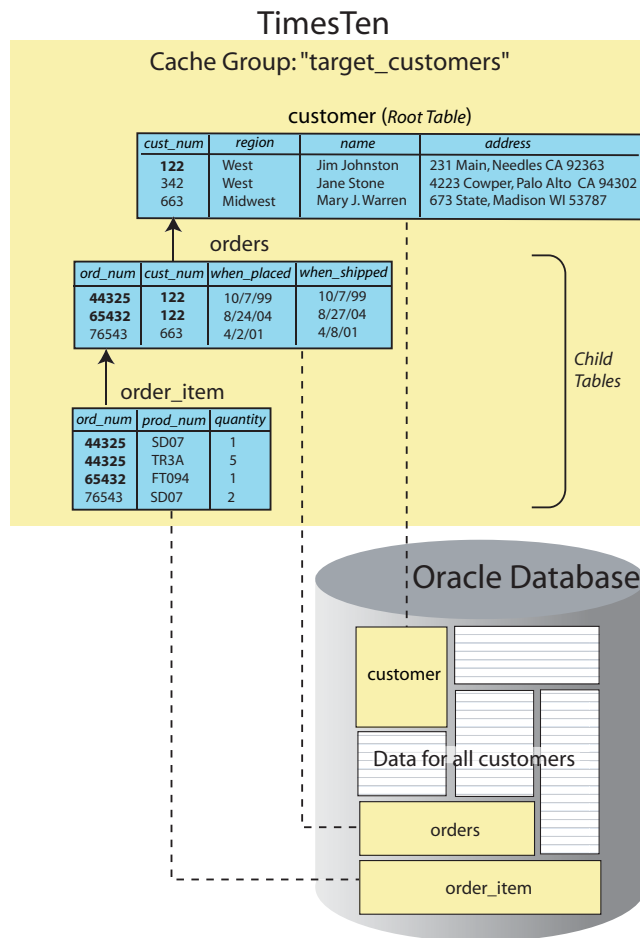 TimesTen
Cache Group: "target_customers"
customer (Root Table)
cust_num region name address
122 West Jim Johnston 231 Main, Needles CA 92363
342 West Jane Stone 4223 Cowper, Palo Alto CA 94302
663 Midwest Mary J. Warren 673 State, Madison WI 53787
orders
ord_num cust_num when_placed when_shipped
44325 122 10/7/99 10/7/99
65432 122 8/24/04 8/27/04
76543 663 4/2/01 4/8/01
Child
Tables
order_item
ord_num prod_num quantity
44325 SD07 1
44325 TR3A 5
65432 FT094 1
76543 SD07 2
Oracle Database
customer
Data for all customers
orders
order_item